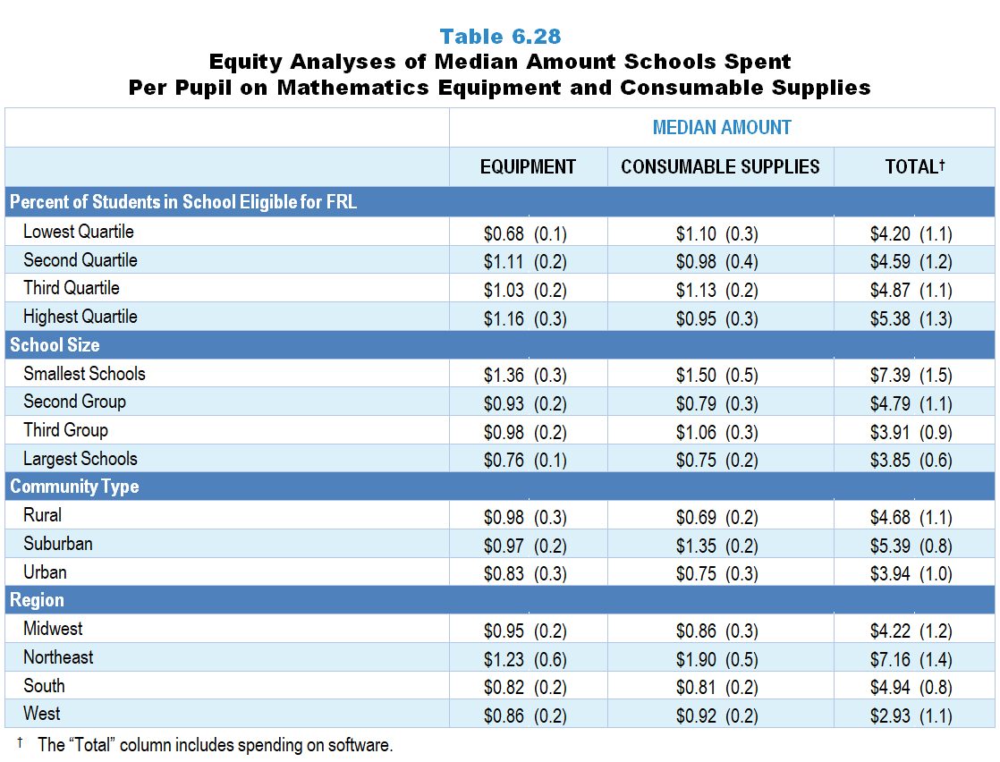 Table 6.28
Equity Analyses of Median Amount Schools Spent
Per Pupil on Mathematics Equipment and Consumable Supplies
MEDIAN AMOUNT
EQUIPMENT CONSUMABLE SUPPLIES TOTAL†
Percent of Students in School Eligible for FRL
Lowest Quartile $0.68 (0.1) $1.10 (0.3) $4.20 (1.1)
Second Quartile $1.11 (0.2) $0.98 (0.4) $4.59 (1.2)
Third Quartile $1.03 (0.2) $1.13 (0.2) $4.87 (1.1)
Highest Quartile $1.16 (0.3) $0.95 (0.3) $5.38 (1.3)
School Size
Smallest Schools $1.36 (0.3) $1.50 (0.5) $7.39 (1.5)
Second Group $0.93 (0.2) $0.79 (0.3) $4.79 (1.1)
Third Group $0.98 (0.2) $1.06 (0.3) $3.91 (0.9)
Largest Schools $0.76 (0.1) $0.75 (0.2) $3.85 (0.6)
Community Type
Rural $0.98 (0.3) $0.69 (0.2) $4.68 (1.1)
Suburban $0.97 (0.2) $1.35 (0.2) $5.39 (0.8)
Urban $0.83 (0.3) $0.75 (0.3) $3.94 (1.0)
Region
Midwest $0.95 (0.2) $0.86 (0.3) $4.22 (1.2)
Northeast $1.23 (0.6) $1.90 (0.5) $7.16 (1.4)
South $0.82 (0.2) $0.81 (0.2) $4.94 (0.8)
West $0.86 (0.2) $0.92 (0.2) $2.93 (1.1)
† The “Total” column includes spending on software.